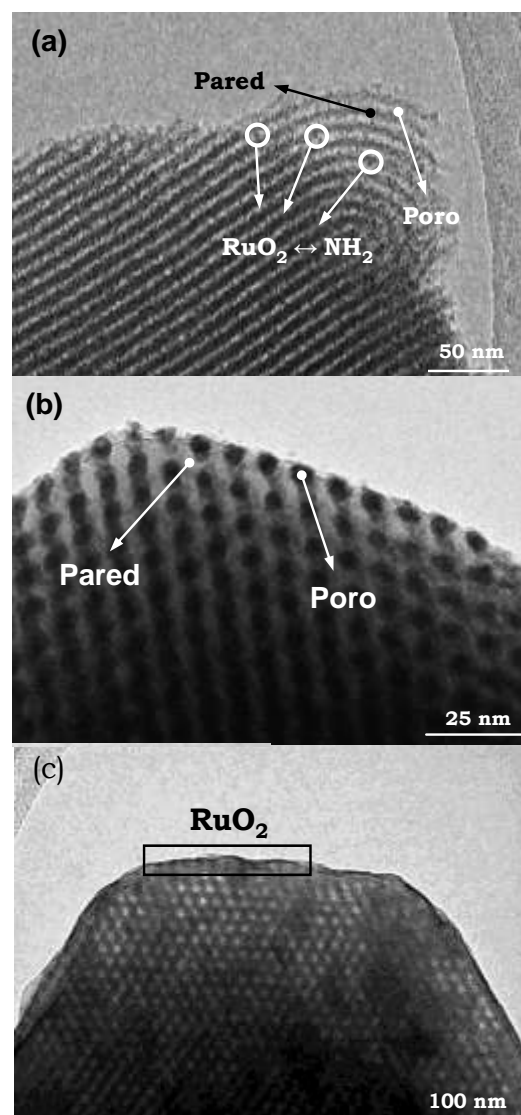 (a)
Pared
Poro
RuO₂ ↔ NH₂
50 nm
(b)
Pared
Poro
25 nm
(c)
RuO₂
100 nm